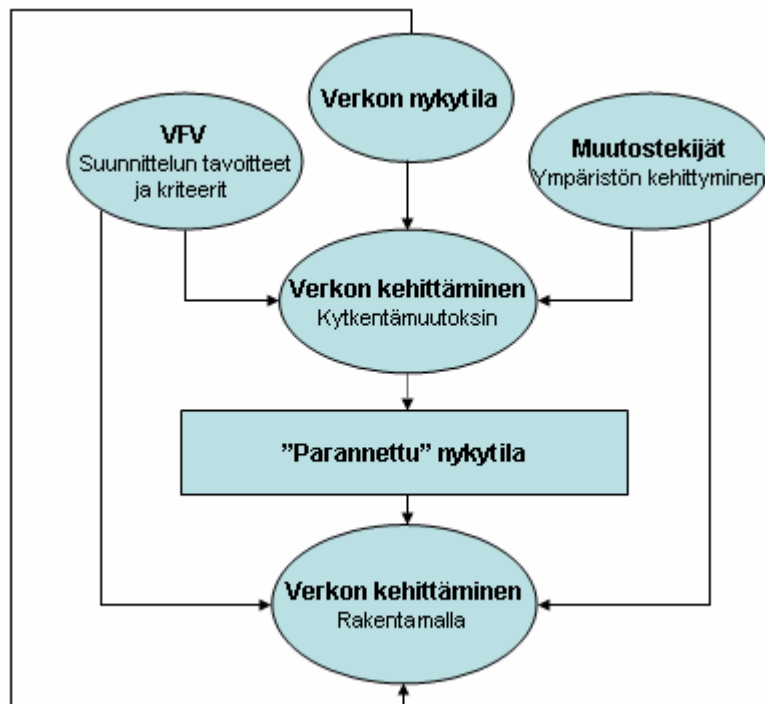 Verkon nykytila
VFV
Suunnittelun tavoitteet
ja kriteerit
Muutostekijät
Ympäristön kehittyminen
Verkon kehittäminen
Kytkentämuutoksin
”Parannettu” nykytila
Verkon kehittäminen
Rakentamalla